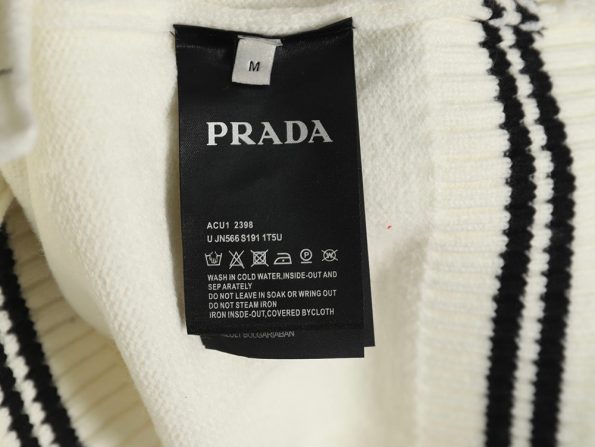 M
PRADA
ACU1 2398
U JN566 S191 1T5U
WASH IN COLD WATER,INSIDE-OUT AND
SEP ARATELY
DO NOT LEAVE IN SOAK OR WRING OUT
DO NOT STEAM IRON
IRON INSDE-OUT,COVERED BYCLOTH